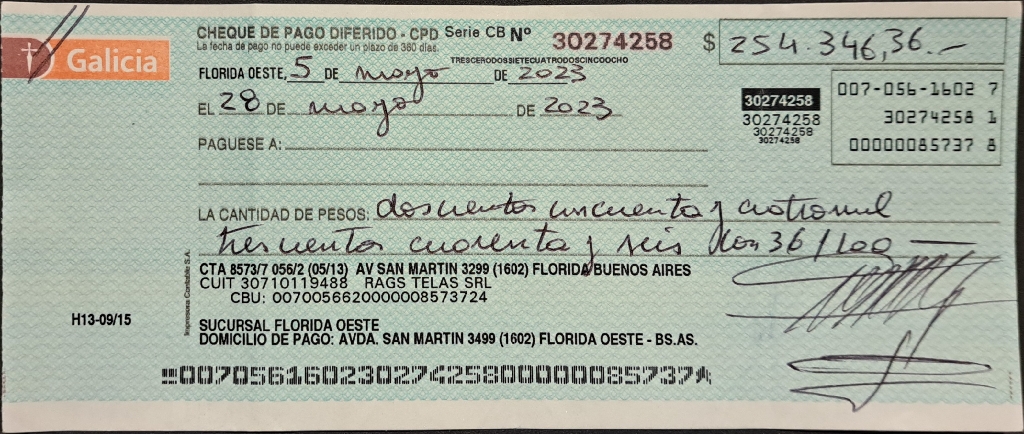 Galicia
CHEQUE DE PAGO DIFERIDO - CPD Serie CB Nº 30274258 $ 254.346,36.-
La fecha de pago no puede exceder un plazo de 360 días.
TRESCERODOSSIETECUATRODOSCINCOOCHO
FLORIDA OESTE, 5 DE mayo DE 2023
EL 28 DE mayo DE 2023
30274258
30274258
30274258
30274258
007-056-1602 7
30274258 1
00000085737 8
PAGUESE A:
LA CANTIDAD DE PESOS: doscientos cincuenta y cuatro mil
trescientos cuarenta y seis con 36/100
CTA 8573/7 056/2 (05/13) AV SAN MARTIN 3299 (1602) FLORIDA/BUENOS AIRES
CUIT 30710119488 RAGS TELAS SRL
CBU: 0070056620000008573724
Impresora Contable S.A.
H13-09/15
SUCURSAL FLORIDA OESTE
DOMICILIO DE PAGO: AVDA. SAN MARTIN 3499 (1602) FLORIDA OESTE - BS.AS.
00705616023027425800000085737